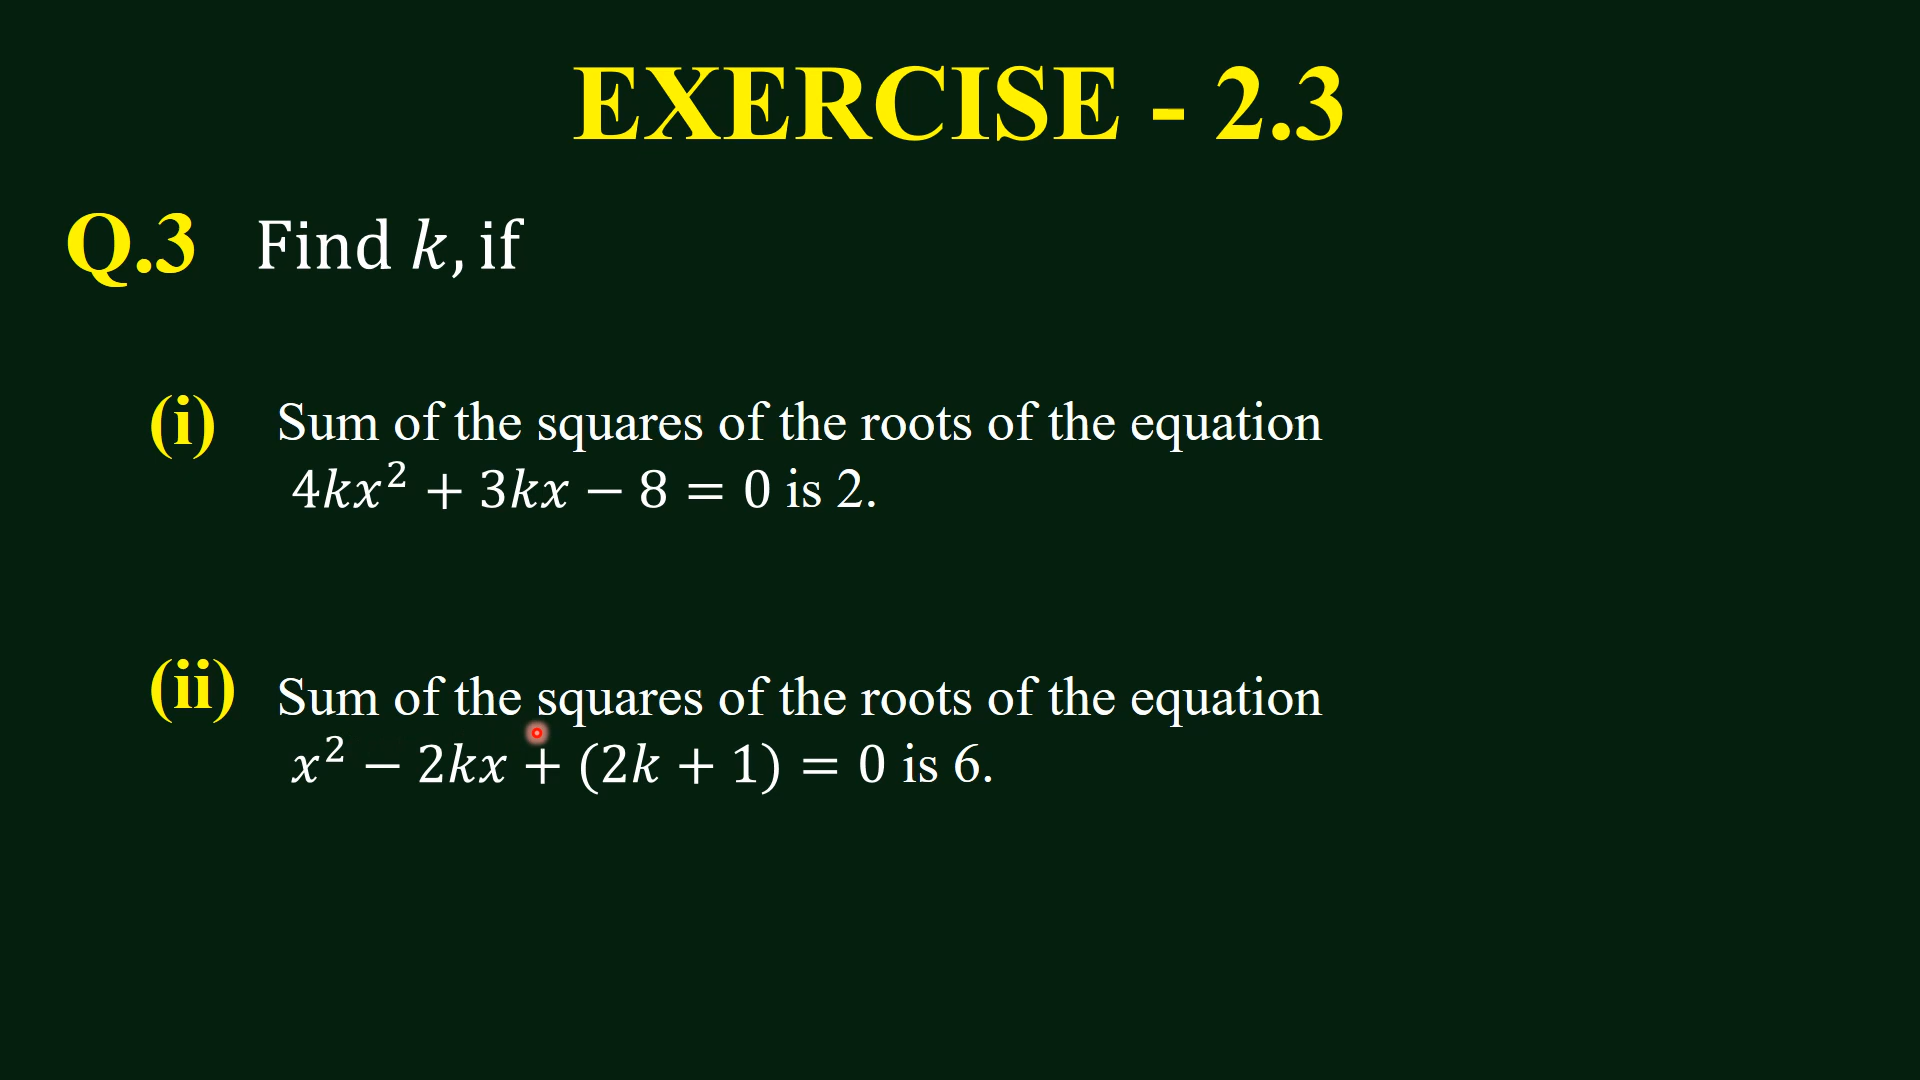 EXERCISE - 2.3
Q.3 Find k, if
(i) Sum of the squares of the roots of the equation
4kx² + 3kx − 8 = 0 is 2.
(ii) Sum of the squares of the roots of the equation
x² − 2kx + (2k + 1) = 0 is 6.